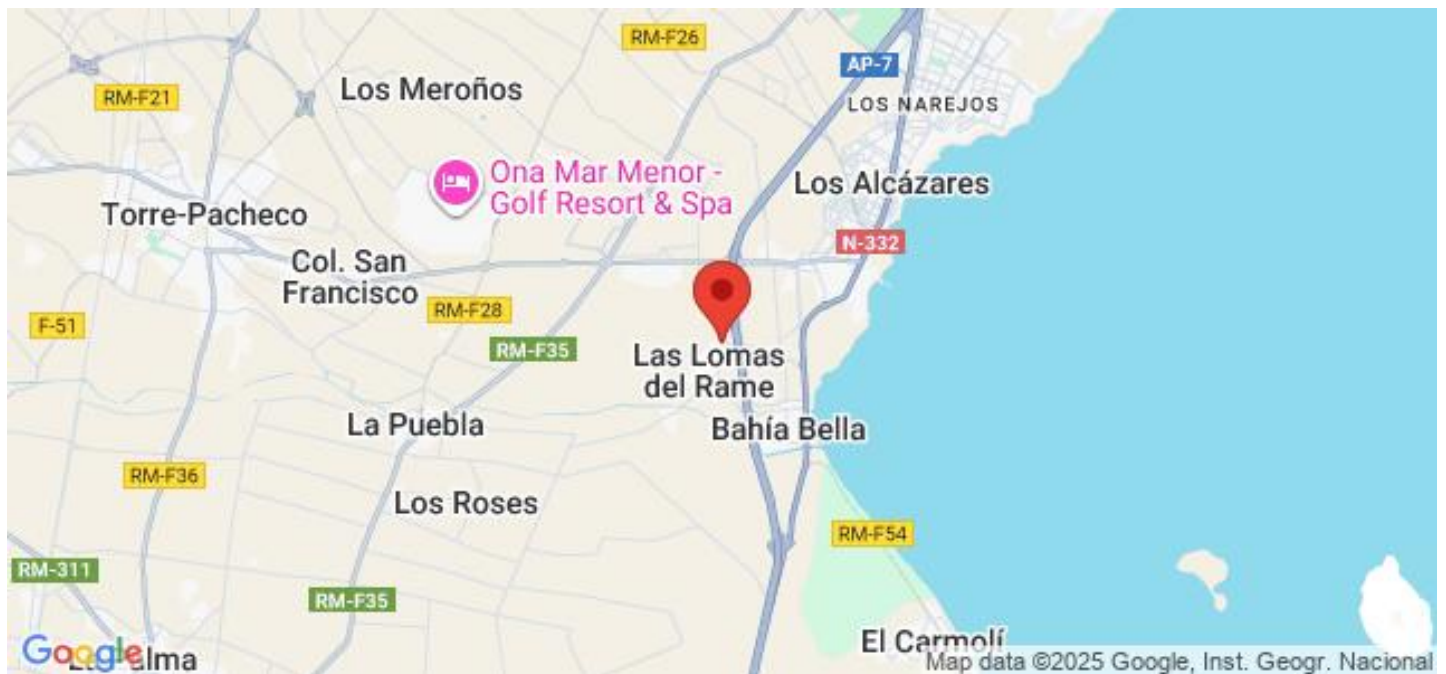 RM-F26
AP-7
RM-F21
Los Meroños
LOS NAREJOS
Ona Mar Menor -
Golf Resort & Spa
Los Alcázares
Torre-Pacheco
N-332
Col. San
Francisco
RM-F28
F-51
RM-F35
Las Lomas
del Rame
La Puebla
Bahía Bella
RM-F36
Los Roses
RM-F54
RM-311
RM-F35
El Carmolí
Google
Map data ©2025 Google, Inst. Geogr. Nacional